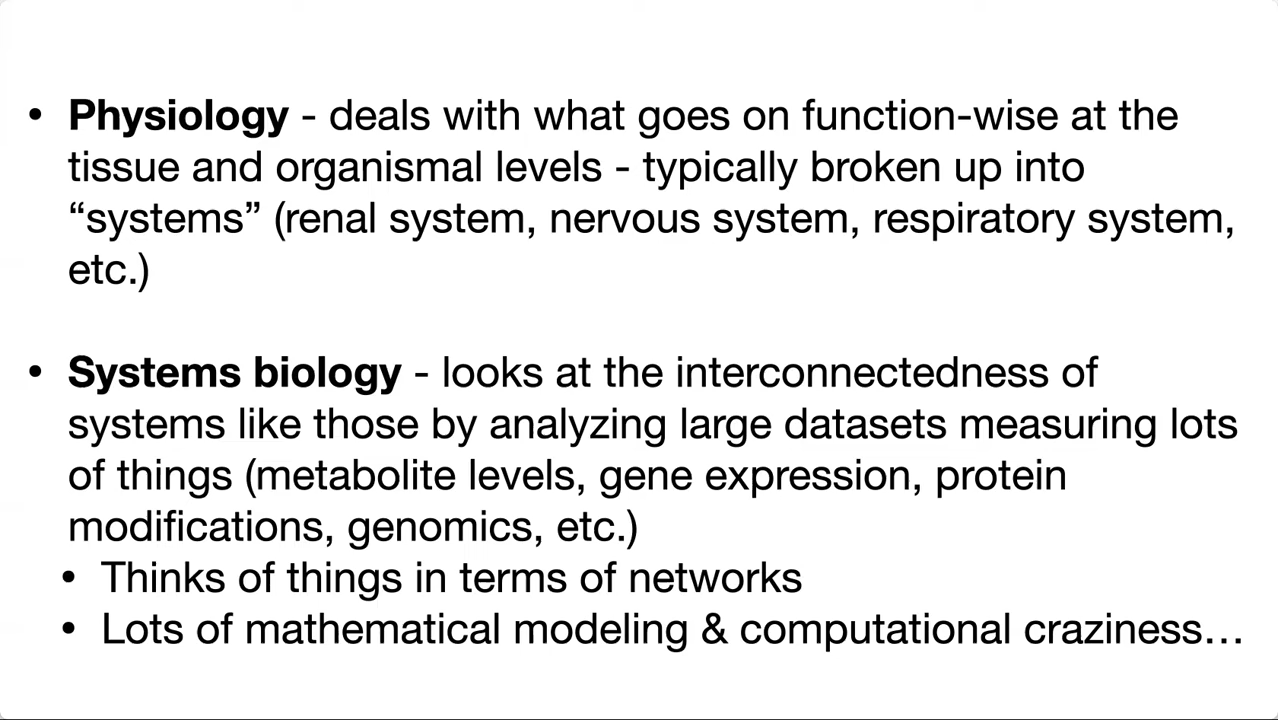 • Physiology - deals with what goes on function-wise at the
tissue and organismal levels - typically broken up into
“systems” (renal system, nervous system, respiratory system,
etc.)
• Systems biology - looks at the interconnectedness of
systems like those by analyzing large datasets measuring lots
of things (metabolite levels, gene expression, protein
modifications, genomics, etc.)
• Thinks of things in terms of networks
• Lots of mathematical modeling & computational craziness…